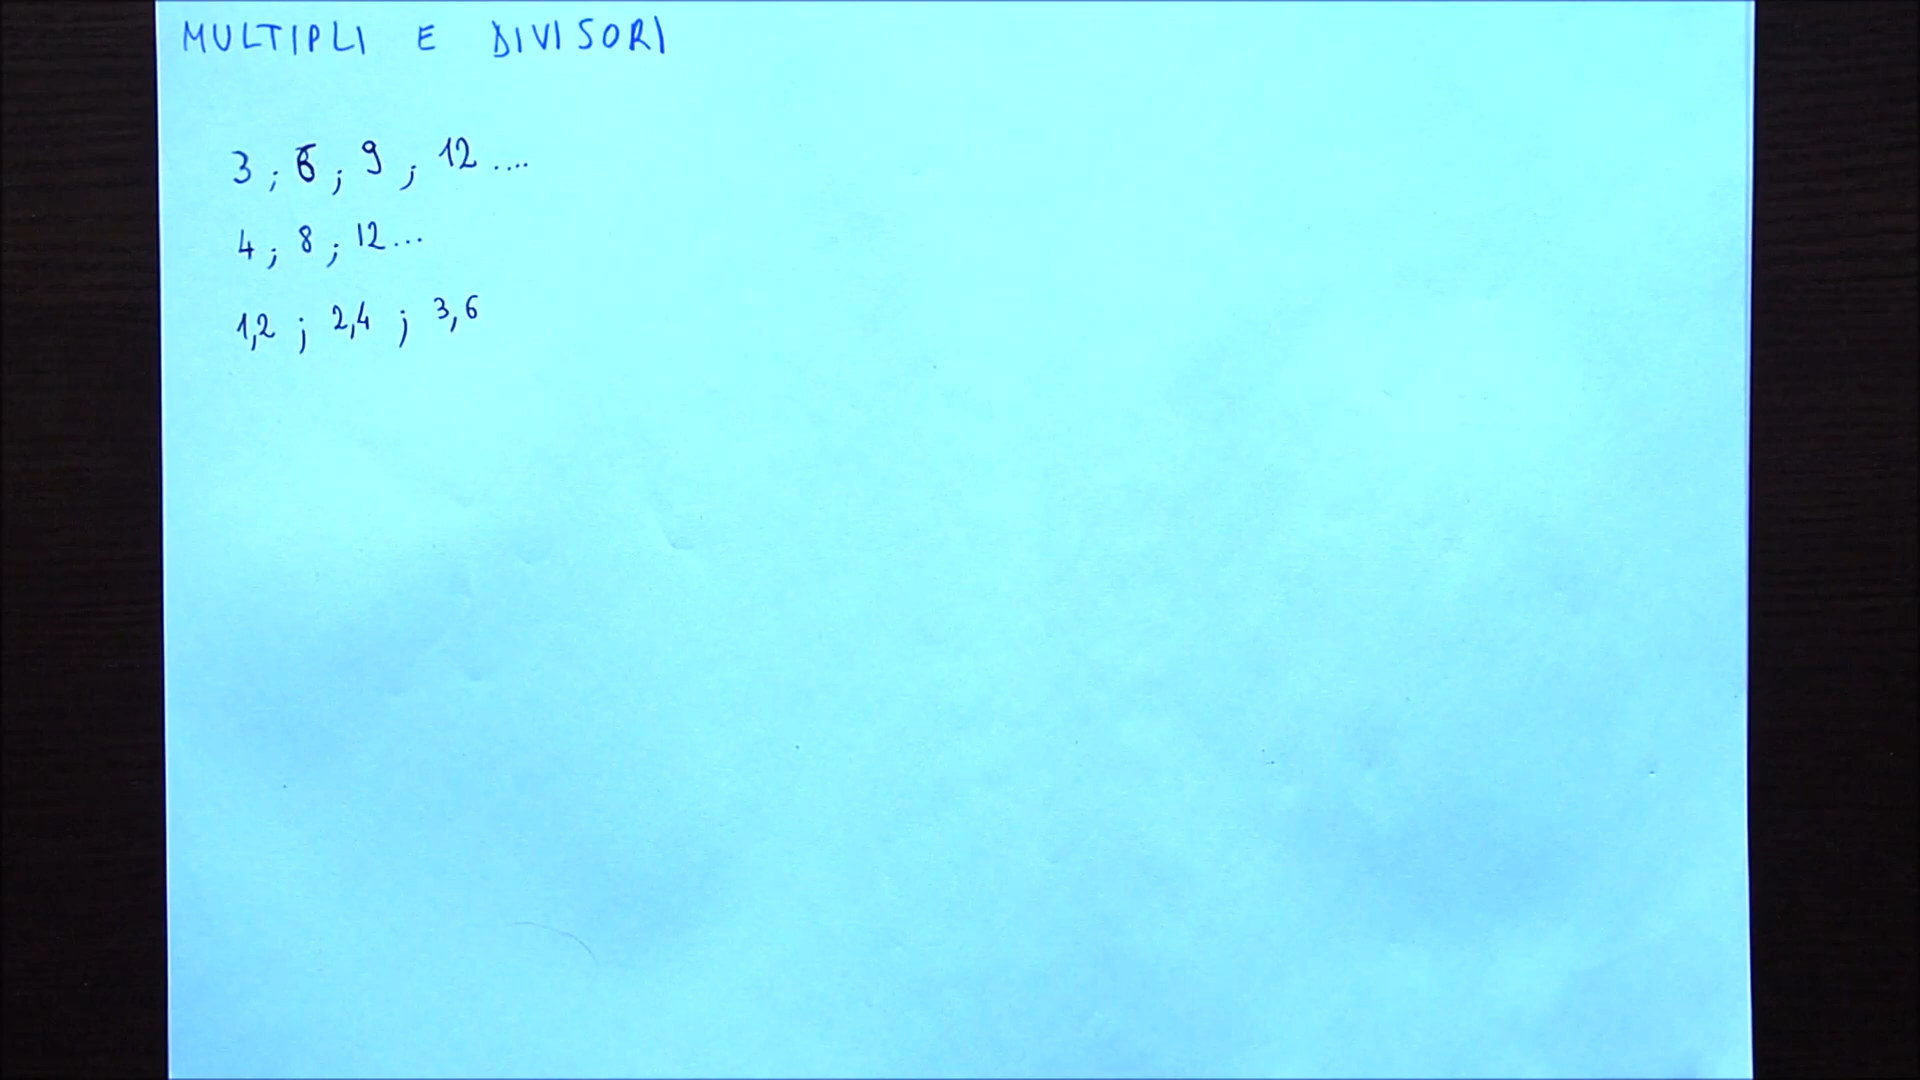 MULTIPLI E DIVISORI
3 ; 6 ; 9 ; 12 ....
4 ; 8 ; 12 ...
1,2 ; 2,4 ; 3,6